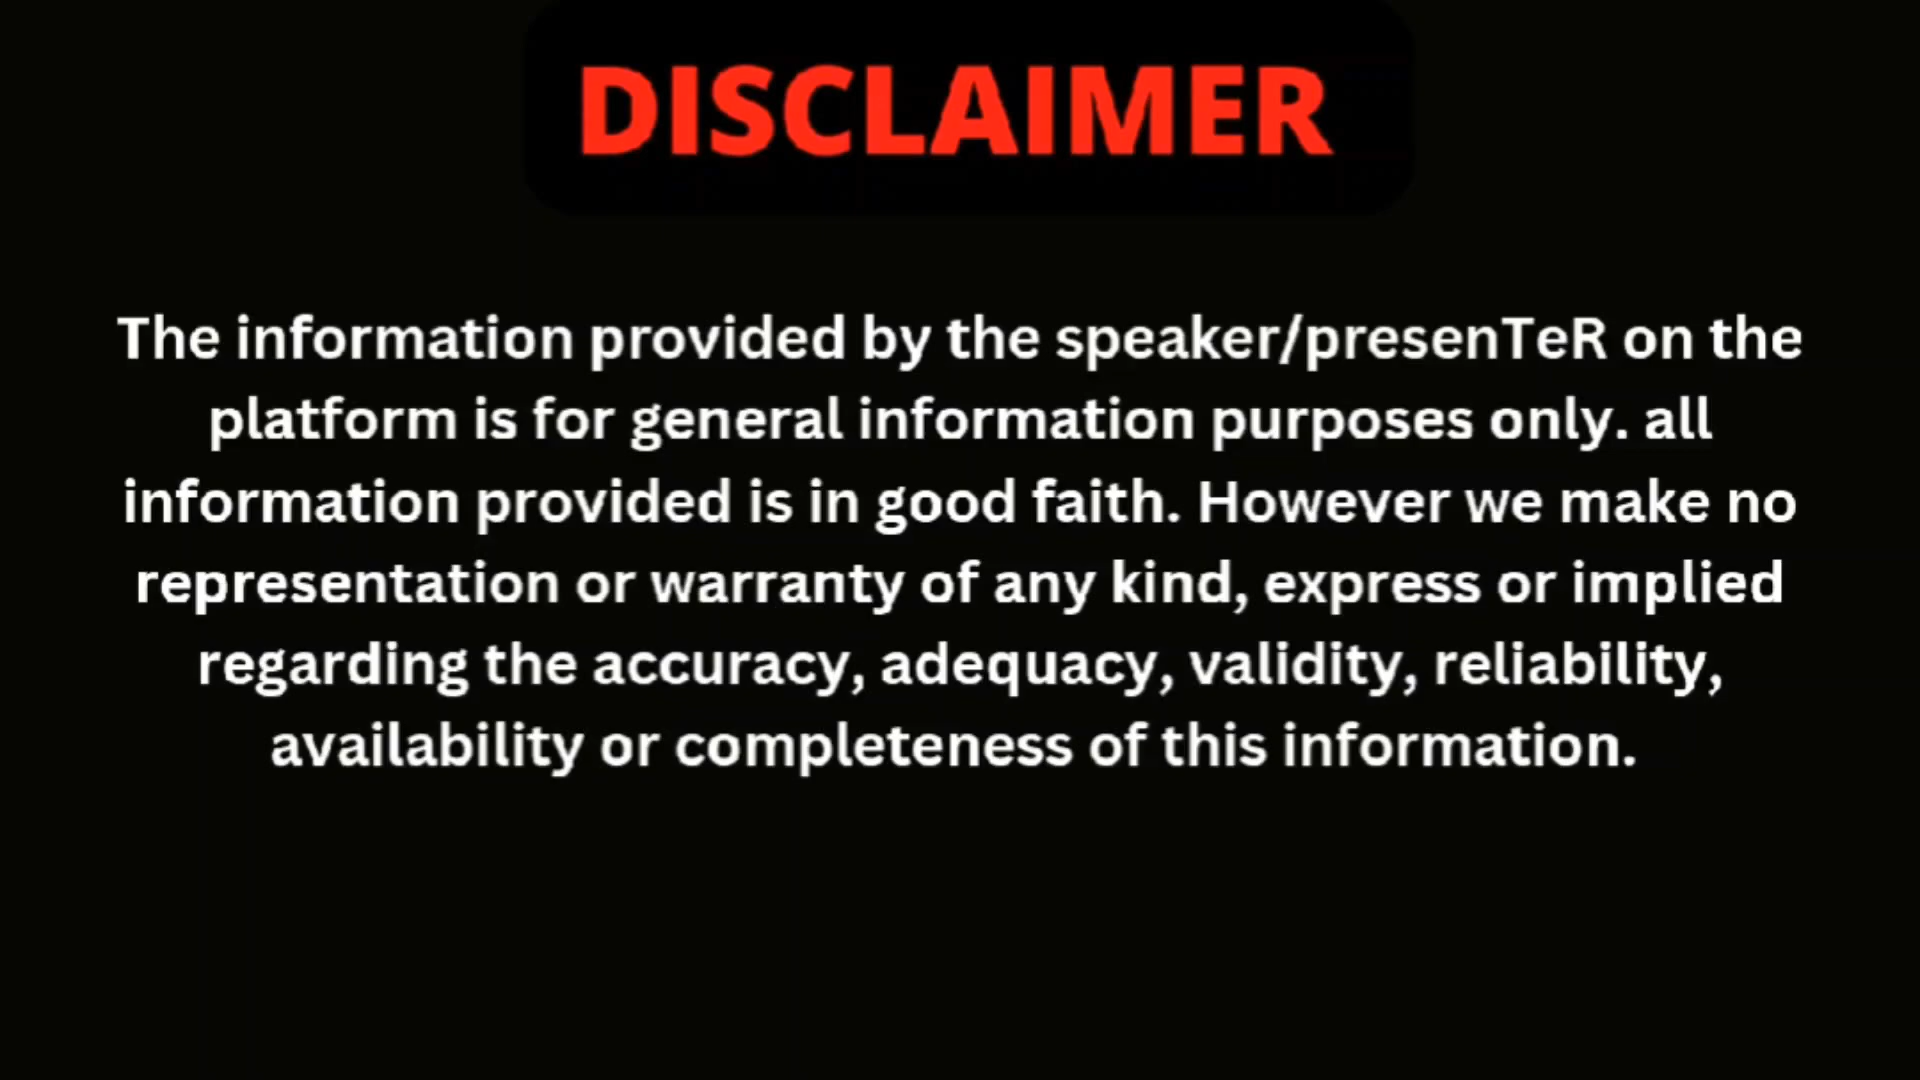 DISCLAIMER
The information provided by the speaker/presenTeR on the
platform is for general information purposes only. all
information provided is in good faith. However we make no
representation or warranty of any kind, express or implied
regarding the accuracy, adequacy, validity, reliability,
availability or completeness of this information.